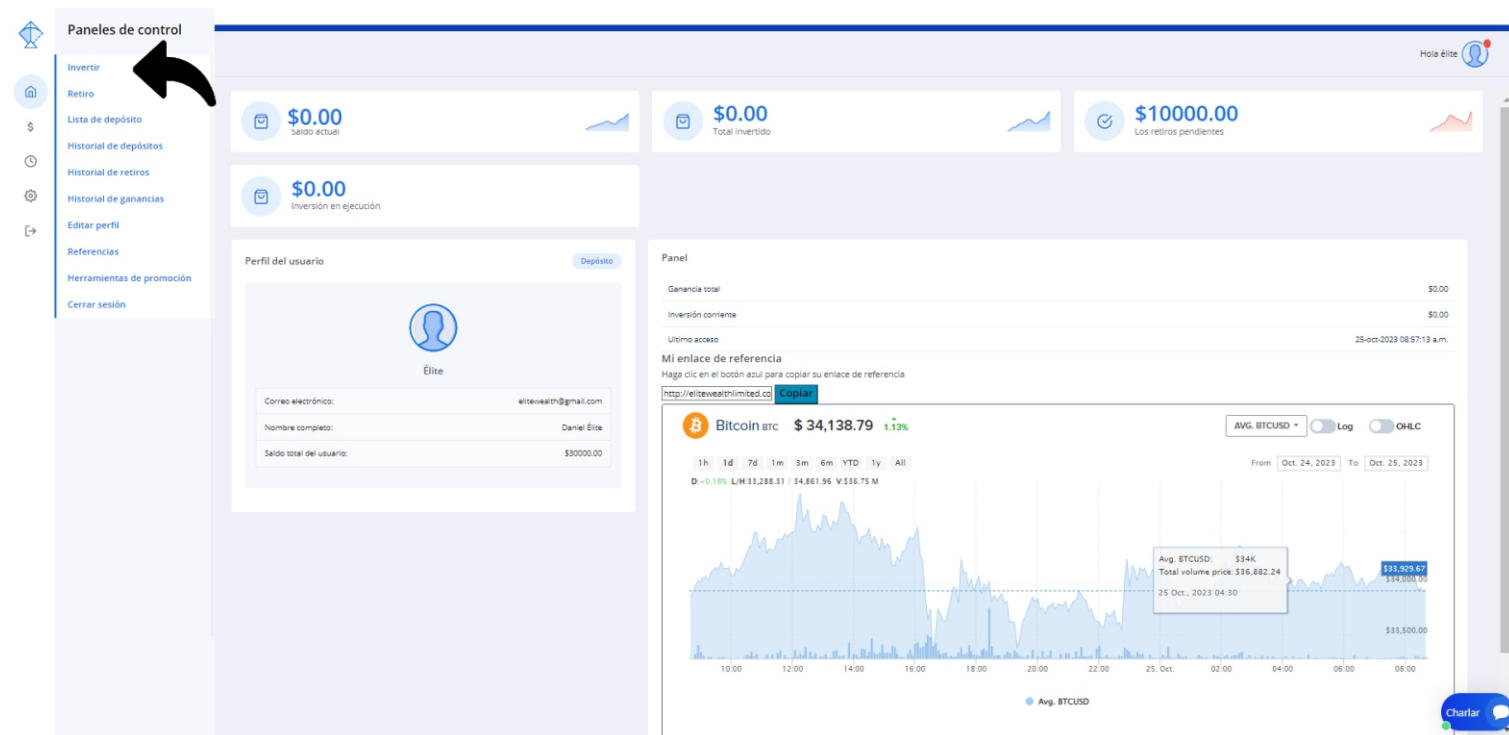 Paneles de control
Invertir
Retiro
Lista de depósito
Historial de depósitos
Historial de retiros
Historial de ganancias
Editar perfil
Referencias
Herramientas de promoción
Cerrar sesión
Hola élite
$0.00
Saldo actual
$0.00
Total invertido
$10000.00
Los retiros pendientes
$0.00
Inversión en ejecución
Perfil del usuario
Depósito
Élite
Correo electrónico: elitewealth@gmail.com
Nombre completo: Daniel Élite
Saldo total del usuario: $30000.00
Panel
Ganancia total $0.00
Inversión corriente $0.00
Ultimo acceso 25-oct-2023 08:57:13 a.m.
Mi enlace de referencia
Haga clic en el botón azul para copiar su enlace de referencia
http://elitewealthlimited.co Copiar
Bitcoin BTC $ 34,138.79 1.13% AVG. BTCUSD Log OHLC
1h 1d 7d 1m 3m 6m YTD 1y All From Oct. 24, 2023 To Oct. 25, 2023
D:+0.18% L/H:33,288.31 / 34,861.96 V:$36.75 M
Avg. BTCUSD: $34K
Total volume price: $36,882.24
25 Oct., 2023 04:30
$33,929.67
$34,000.00
$33,500.00
10:00 12:00 14:00 16:00 18:00 20:00 22:00 25. Oct. 02:00 04:00 06:00 08:00
Avg. BTCUSD
Charlar